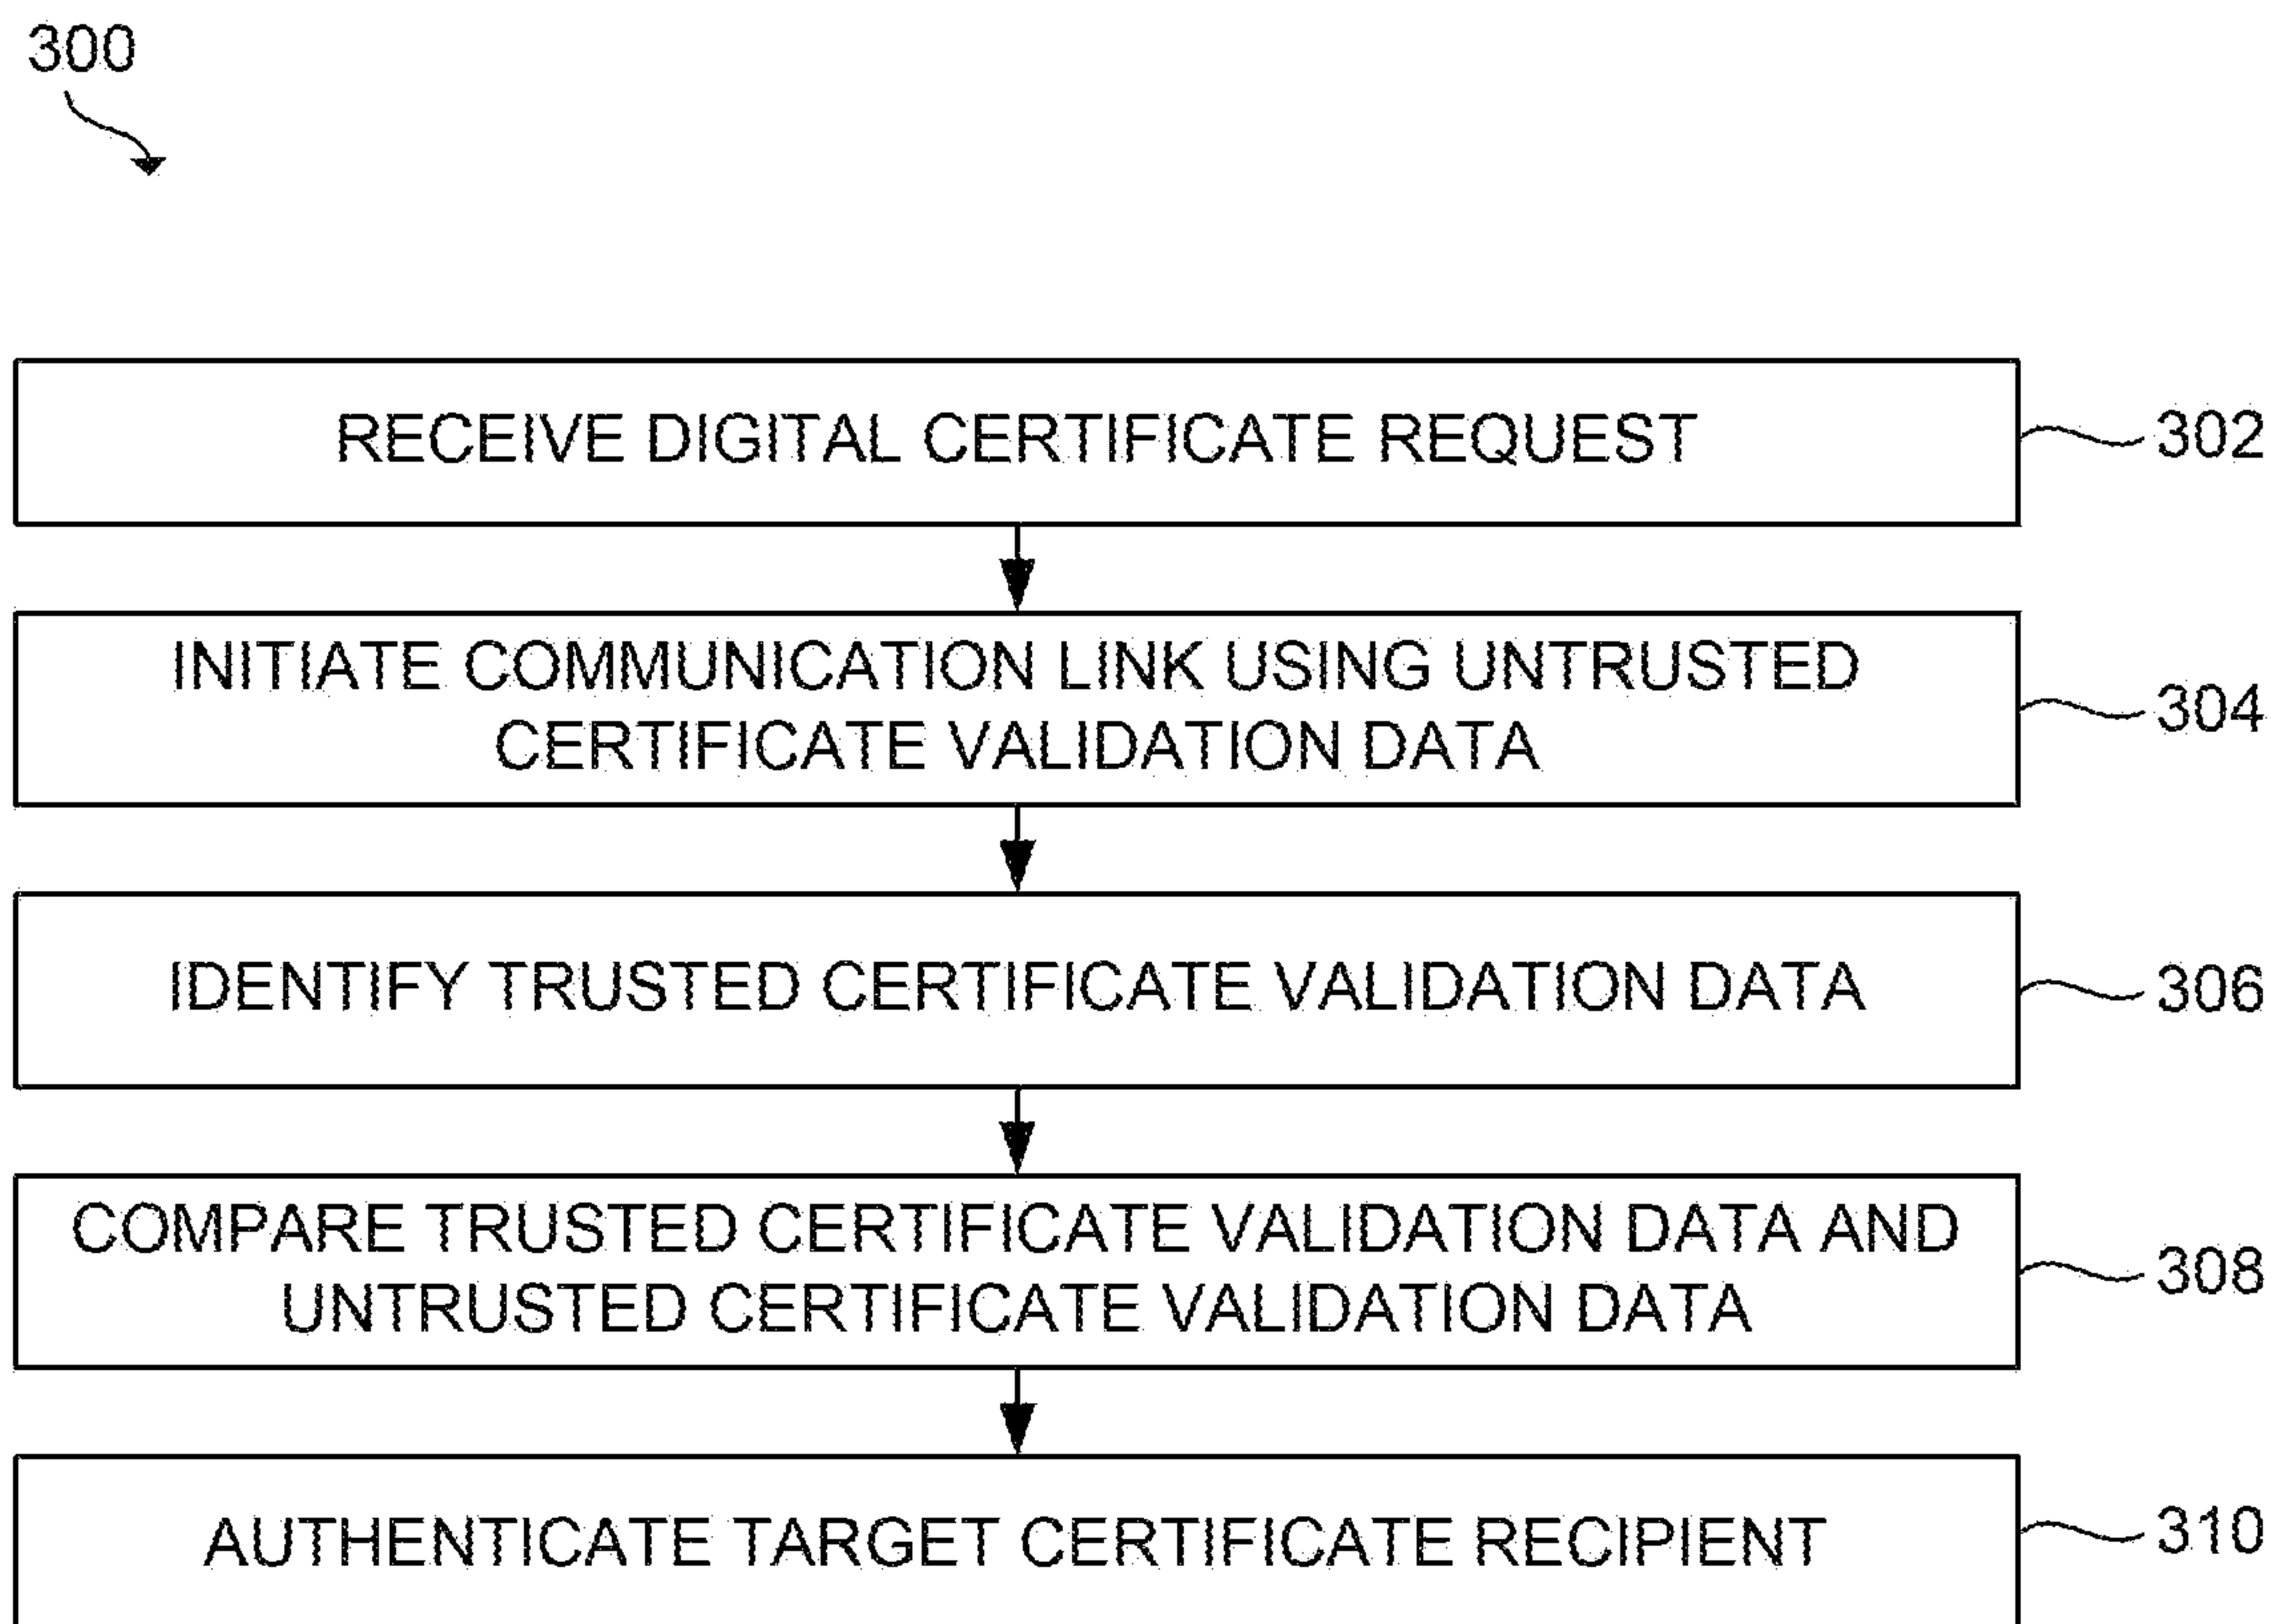 300
RECEIVE DIGITAL CERTIFICATE REQUEST
302
INITIATE COMMUNICATION LINK USING UNTRUSTED
CERTIFICATE VALIDATION DATA
304
IDENTIFY TRUSTED CERTIFICATE VALIDATION DATA
306
COMPARE TRUSTED CERTIFICATE VALIDATION DATA AND
UNTRUSTED CERTIFICATE VALIDATION DATA
308
AUTHENTICATE TARGET CERTIFICATE RECIPIENT
310